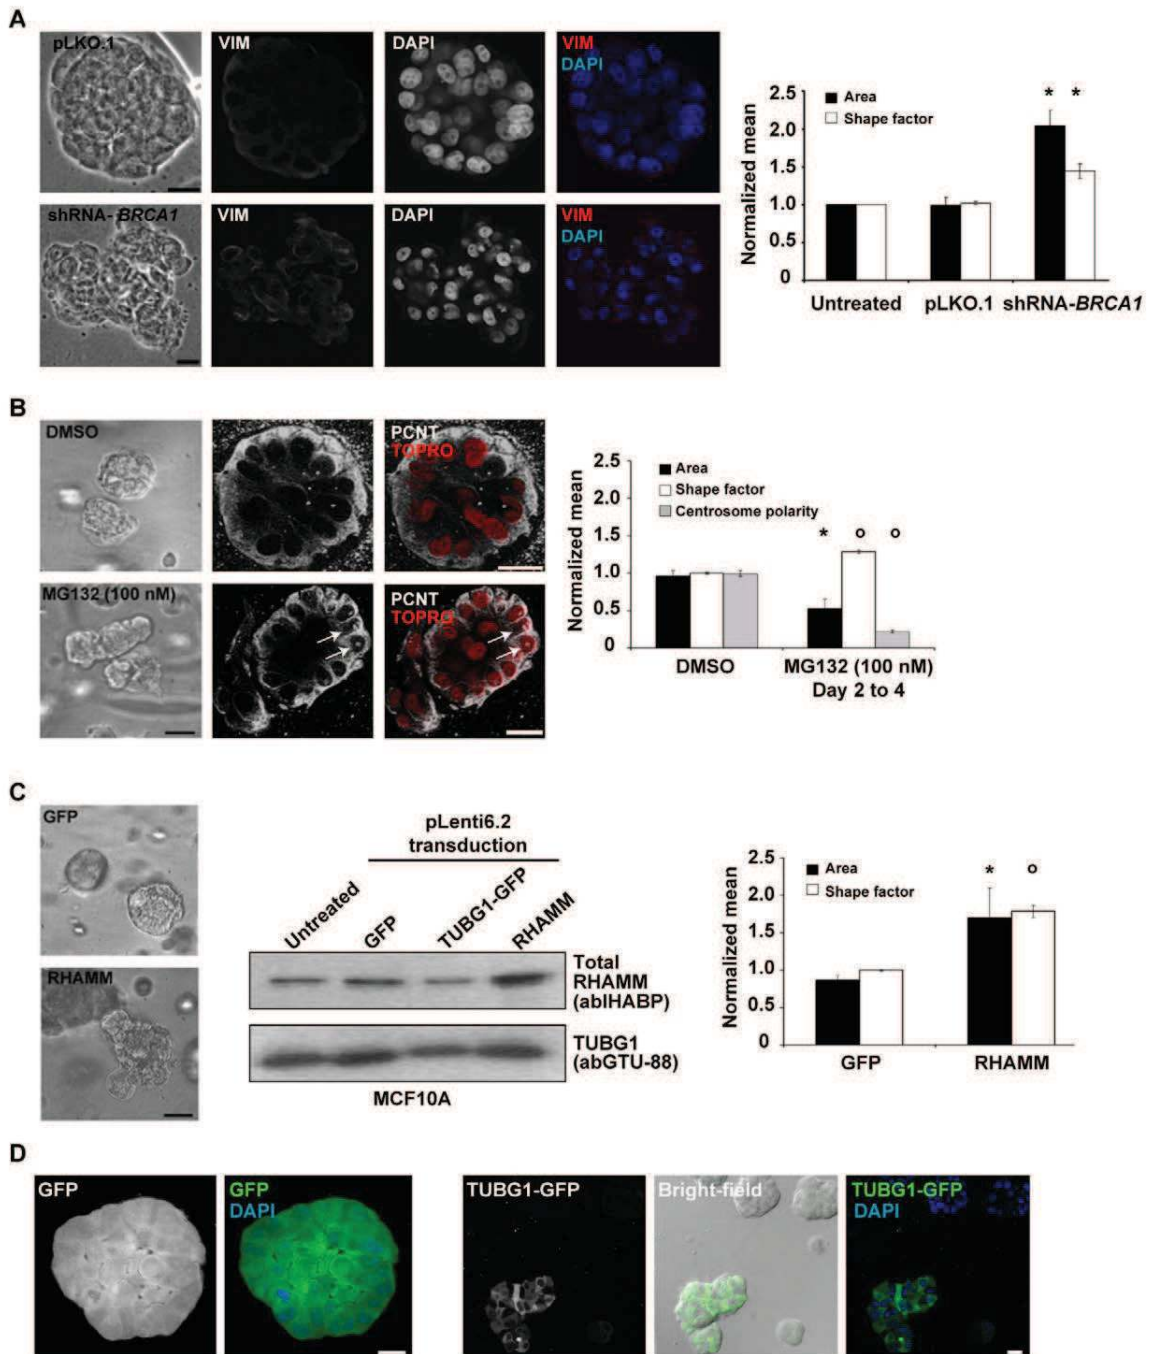 A
pLKO.1
VIM
DAPI
VIM
DAPI
shRNA-BRCA1
VIM
DAPI
VIM
DAPI
Normalized mean
2.5
2.0
1.5
1.0
0.5
0
Area
Shape factor
* *
Untreated
pLKO.1
shRNA-BRCA1
B
DMSO
PCNT
TOPRO
MG132 (100 nM)
PCNT
TOPRO
Normalized mean
2.5
2.0
1.5
1.0
0.5
0
Area
Shape factor
Centrosome polarity
* o o
DMSO
MG132 (100 nM)
Day 2 to 4
C
GFP
RHAMM
pLenti6.2
transduction
Untreated
GFP
TUBG1-GFP
RHAMM
Total
RHAMM
(abIHABP)
TUBG1
(abGTU-88)
MCF10A
Normalized mean
2.5
2.0
1.5
1.0
0.5
0
Area
Shape factor
* o
GFP
RHAMM
D
GFP
GFP
DAPI
TUBG1-GFP
Bright-field
TUBG1-GFP
DAPI